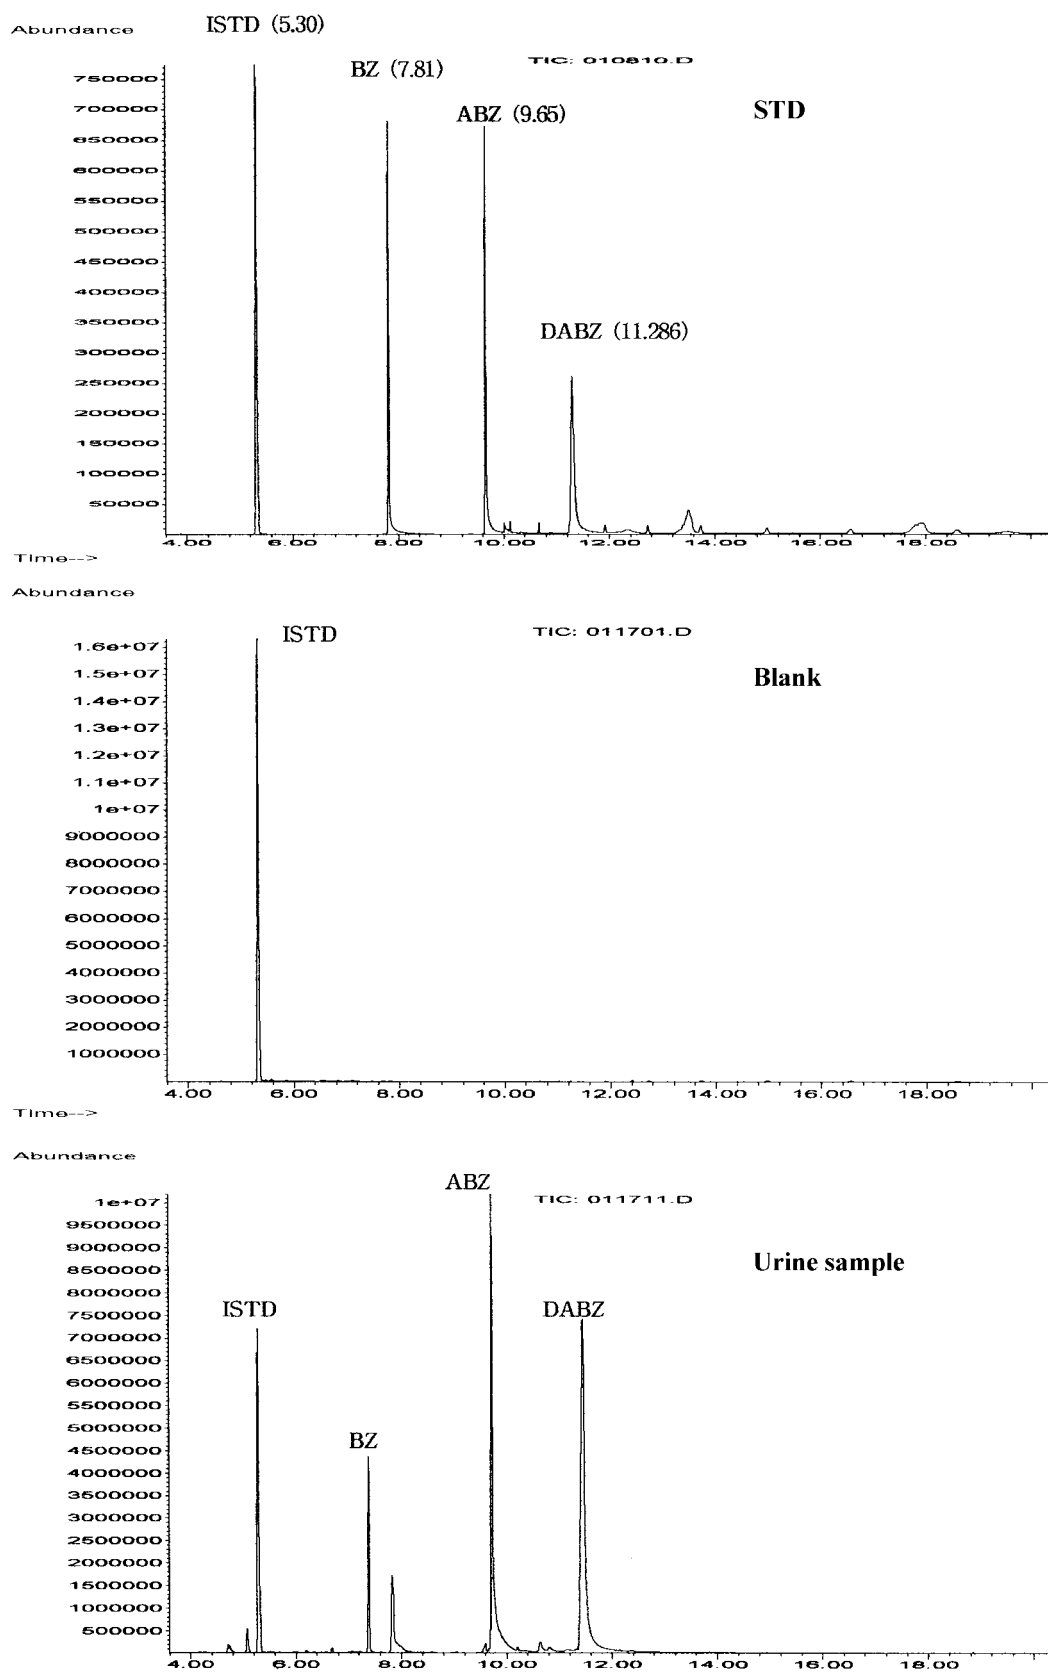 Abundance
ISTD (5.30)
TIC: 010810.D
BZ (7.81)
ABZ (9.65)
STD
DABZ (11.286)
750000
700000
650000
600000
550000
500000
450000
400000
350000
300000
250000
200000
150000
100000
50000
4.00 6.00 8.00 10.00 12.00 14.00 16.00 18.00
Time-->
Abundance
ISTD
TIC: 011701.D
Blank
1.6e+07
1.5e+07
1.4e+07
1.3e+07
1.2e+07
1.1e+07
1e+07
9000000
8000000
7000000
6000000
5000000
4000000
3000000
2000000
1000000
4.00 6.00 8.00 10.00 12.00 14.00 16.00 18.00
Time-->
Abundance
ABZ
TIC: 011711.D
Urine sample
ISTD
DABZ
BZ
1e+07
9500000
9000000
8500000
8000000
7500000
7000000
6500000
6000000
5500000
5000000
4500000
4000000
3500000
3000000
2500000
2000000
1500000
1000000
500000
4.00 6.00 8.00 10.00 12.00 14.00 16.00 18.00